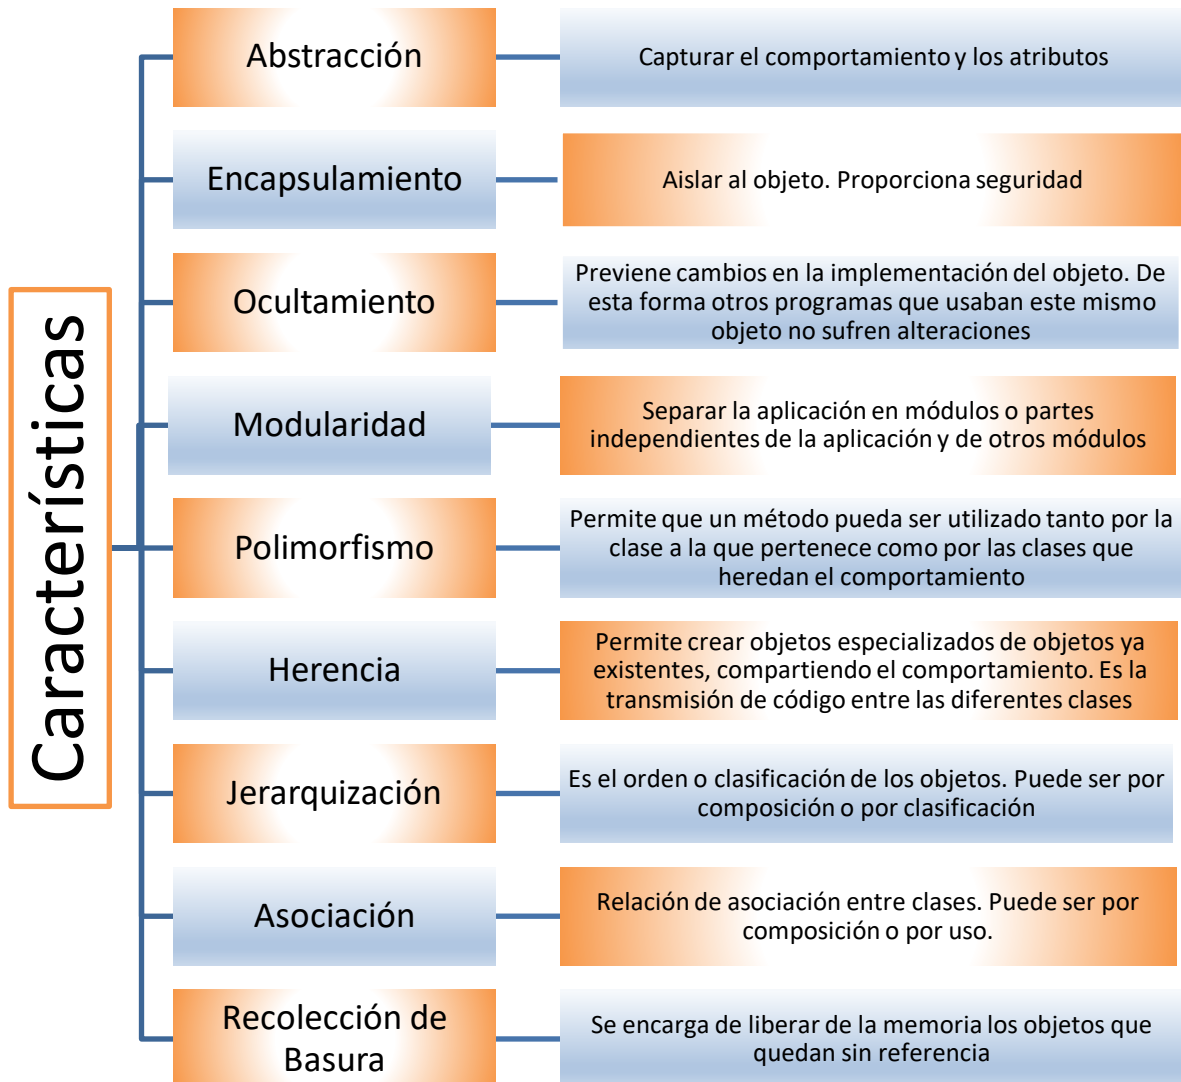 Características
Abstracción
Capturar el comportamiento y los atributos
Encapsulamiento
Aislar al objeto. Proporciona seguridad
Ocultamiento
Previene cambios en la implementación del objeto. De
esta forma otros programas que usaban este mismo
objeto no sufren alteraciones
Modularidad
Separar la aplicación en módulos o partes
independientes de la aplicación y de otros módulos
Polimorfismo
Permite que un método pueda ser utilizado tanto por la
clase a la que pertenece como por las clases que
heredan el comportamiento
Herencia
Permite crear objetos especializados de objetos ya
existentes, compartiendo el comportamiento. Es la
transmisión de código entre las diferentes clases
Jerarquización
Es el orden o clasificación de los objetos. Puede ser por
composición o por clasificación
Asociación
Relación de asociación entre clases. Puede ser por
composición o por uso.
Recolección de
Basura
Se encarga de liberar de la memoria los objetos que
quedan sin referencia